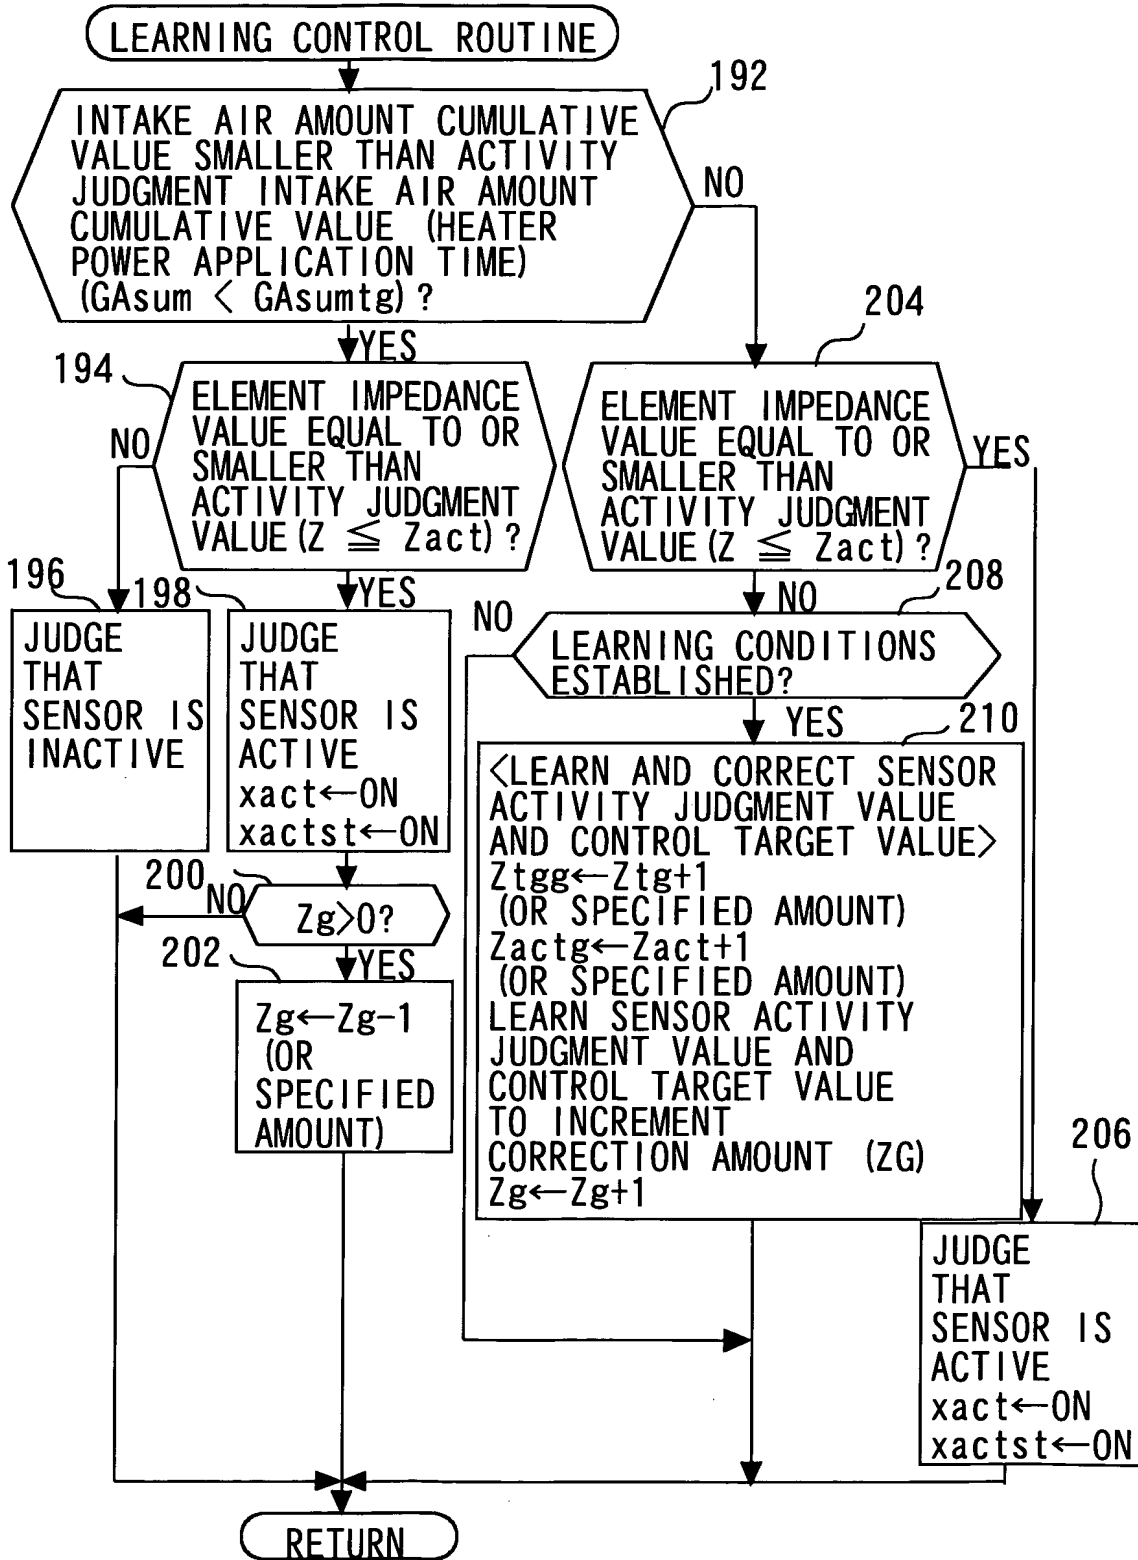 LEARNING CONTROL ROUTINE
192
INTAKE AIR AMOUNT CUMULATIVE
VALUE SMALLER THAN ACTIVITY
JUDGMENT INTAKE AIR AMOUNT
CUMULATIVE VALUE (HEATER
POWER APPLICATION TIME)
(GAsum < GAsumtg)?
NO
YES
194
ELEMENT IMPEDANCE
VALUE EQUAL TO OR
SMALLER THAN
ACTIVITY JUDGMENT
VALUE(Z ≦ Zact)?
NO
YES
204
ELEMENT IMPEDANCE
VALUE EQUAL TO OR
SMALLER THAN
ACTIVITY JUDGMENT
VALUE(Z ≦ Zact)?
YES
NO
196
JUDGE
THAT
SENSOR IS
INACTIVE
198
JUDGE
THAT
SENSOR IS
ACTIVE
xact←ON
xactst←ON
200
NO
Zg>0?
YES
202
Zg←Zg-1
(OR
SPECIFIED
AMOUNT)
208
NO
LEARNING CONDITIONS
ESTABLISHED?
YES
210
<LEARN AND CORRECT SENSOR
ACTIVITY JUDGMENT VALUE
AND CONTROL TARGET VALUE>
Ztgg←Ztg+1
(OR SPECIFIED AMOUNT)
Zactg←Zact+1
(OR SPECIFIED AMOUNT)
LEARN SENSOR ACTIVITY
JUDGMENT VALUE AND
CONTROL TARGET VALUE
TO INCREMENT
CORRECTION AMOUNT (ZG)
Zg←Zg+1
206
JUDGE
THAT
SENSOR IS
ACTIVE
xact←ON
xactst←ON
RETURN